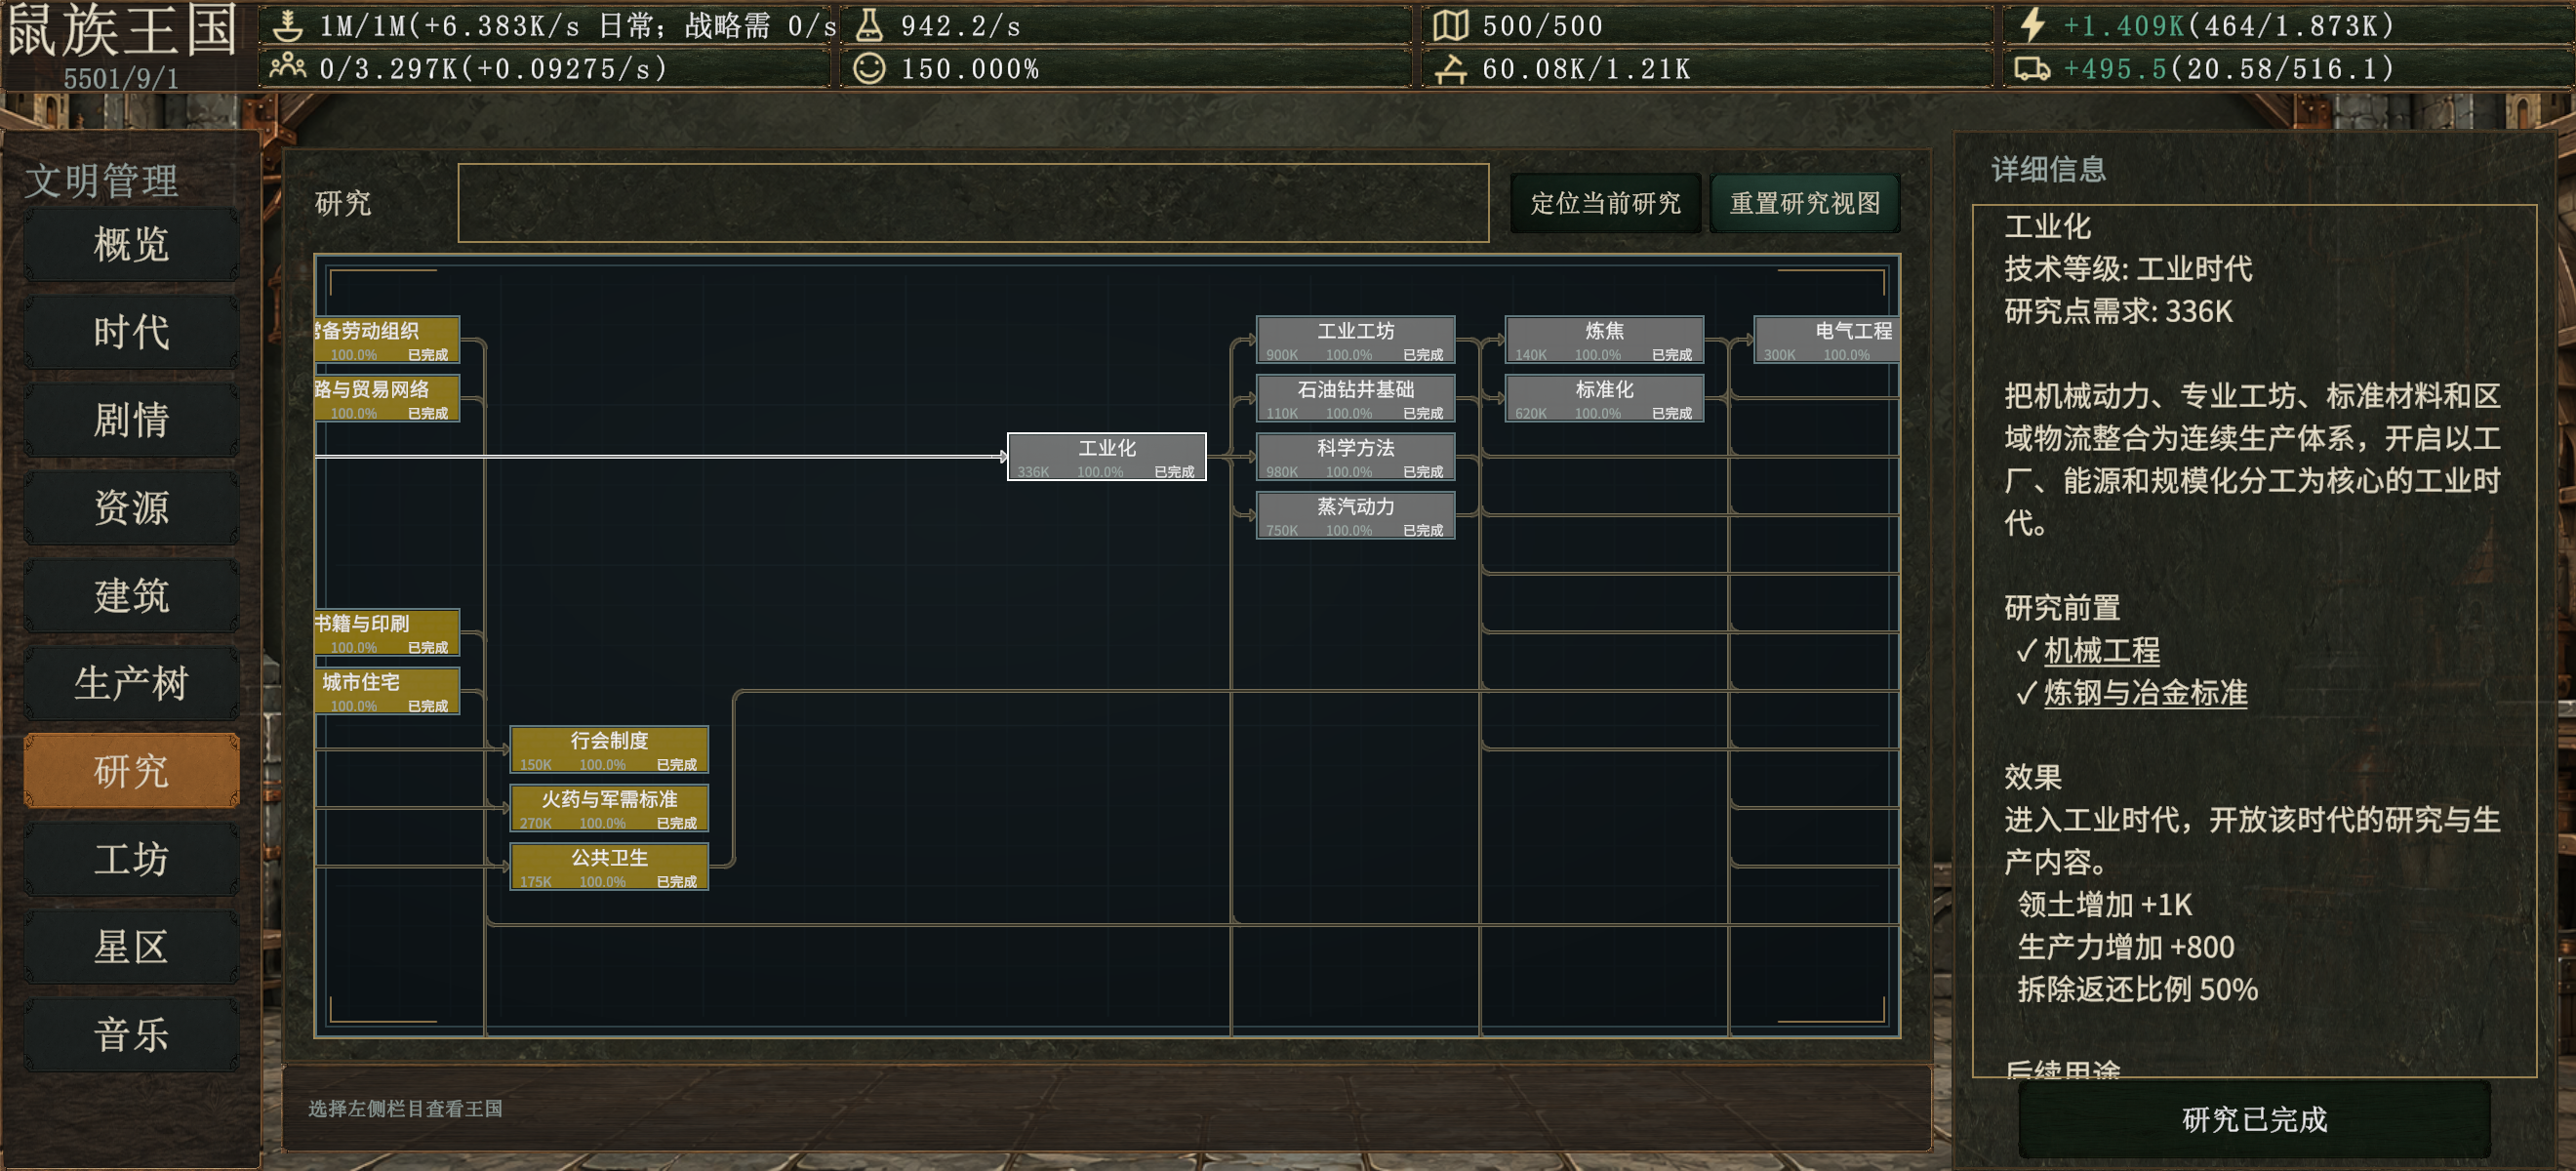 鼠族王国
5501/9/1
1M/1M(+6.383K/s 日常; 战略需 0/s
942.2/s
500/500
+1.409K(464/1.873K)
0/3.297K(+0.09275/s)
150.000%
60.08K/1.21K
+495.5(20.58/516.1)
文明管理
概览
时代
剧情
资源
建筑
生产树
研究
工坊
星区
音乐
研究
定位当前研究
重置研究视图
备劳动组织
100.0% 已完成
路与贸易网络
100.0% 已完成
书籍与印刷
100.0% 已完成
城市住宅
100.0% 已完成
行会制度
150K 100.0% 已完成
火药与军需标准
270K 100.0% 已完成
公共卫生
175K 100.0% 已完成
工业化
336K 100.0% 已完成
工业工坊
900K 100.0% 已完成
石油钻井基础
110K 100.0% 已完成
科学方法
980K 100.0% 已完成
蒸汽动力
750K 100.0% 已完成
炼焦
140K 100.0% 已完成
标准化
620K 100.0% 已完成
电气工程
300K 100.0%
选择左侧栏目查看王国
详细信息
工业化
技术等级: 工业时代
研究点需求: 336K
把机械动力、专业工坊、标准材料和区
域物流整合为连续生产体系，开启以工
厂、能源和规模化分工为核心的工业时
代。
研究前置
✓ 机械工程
✓ 炼钢与冶金标准
效果
进入工业时代，开放该时代的研究与生
产内容。
领土增加 +1K
生产力增加 +800
拆除返还比例 50%
后续用途
研究已完成